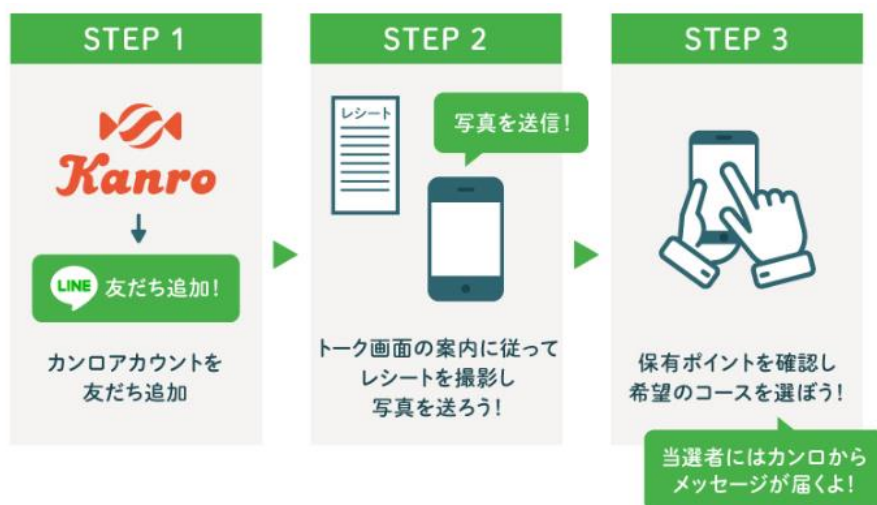 STEP 1
Kanro
LINE 友だち追加！
カンロアカウントを
友だち追加
STEP 2
レシート
写真を送信！
トーク画面の案内に従って
レシートを撮影し
写真を送ろう！
STEP 3
保有ポイントを確認し
希望のコースを選ぼう！
当選者にはカンロから
メッセージが届くよ！